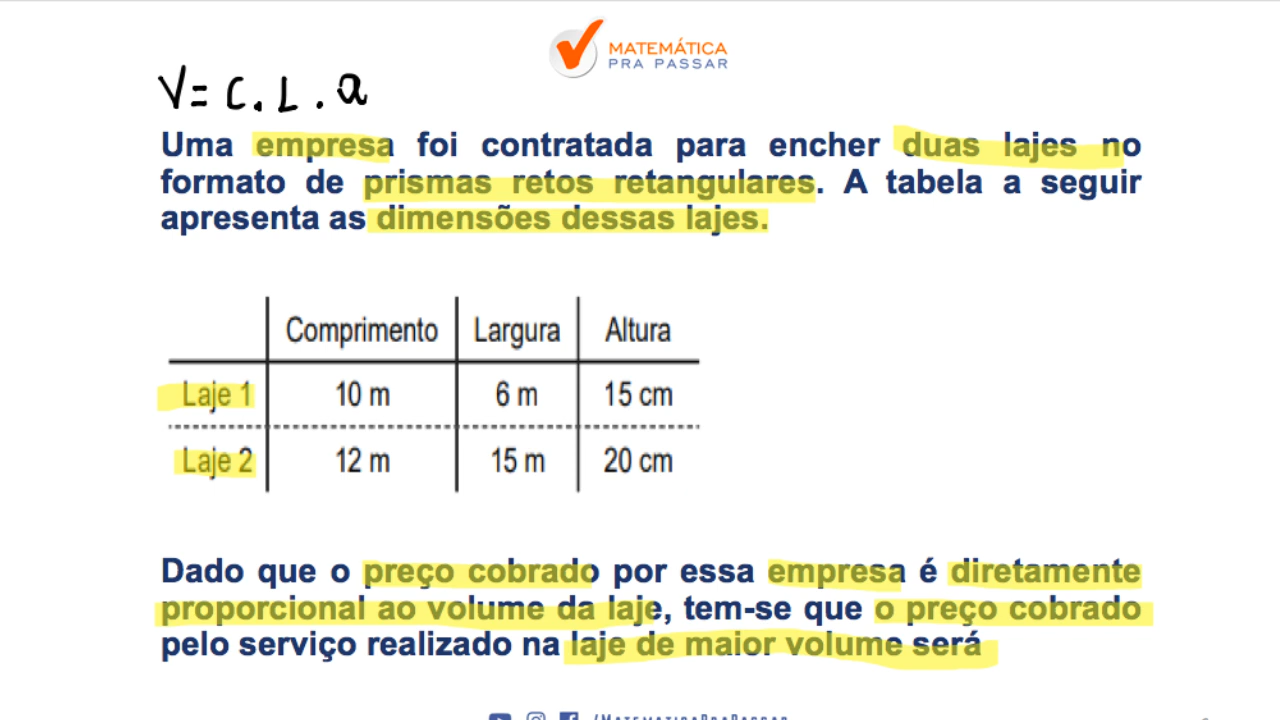 MATEMÁTICA
PRA PASSAR
V= C. L. a
Uma empresa foi contratada para encher duas lajes no
formato de prismas retos retangulares. A tabela a seguir
apresenta as dimensões dessas lajes.
Comprimento Largura Altura
Laje 1 10 m 6 m 15 cm
Laje 2 12 m 15 m 20 cm
Dado que o preço cobrado por essa empresa é diretamente
proporcional ao volume da laje, tem-se que o preço cobrado
pelo serviço realizado na laje de maior volume será
/MATEMATICAPRAPASSAR